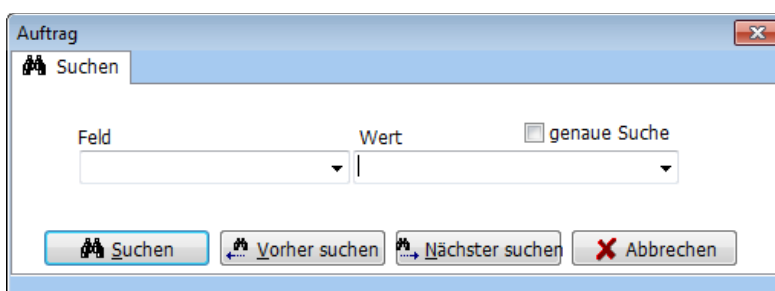 Auftrag
Suchen
Feld Wert genaue Suche
Suchen Vorher suchen Nächster suchen Abbrechen